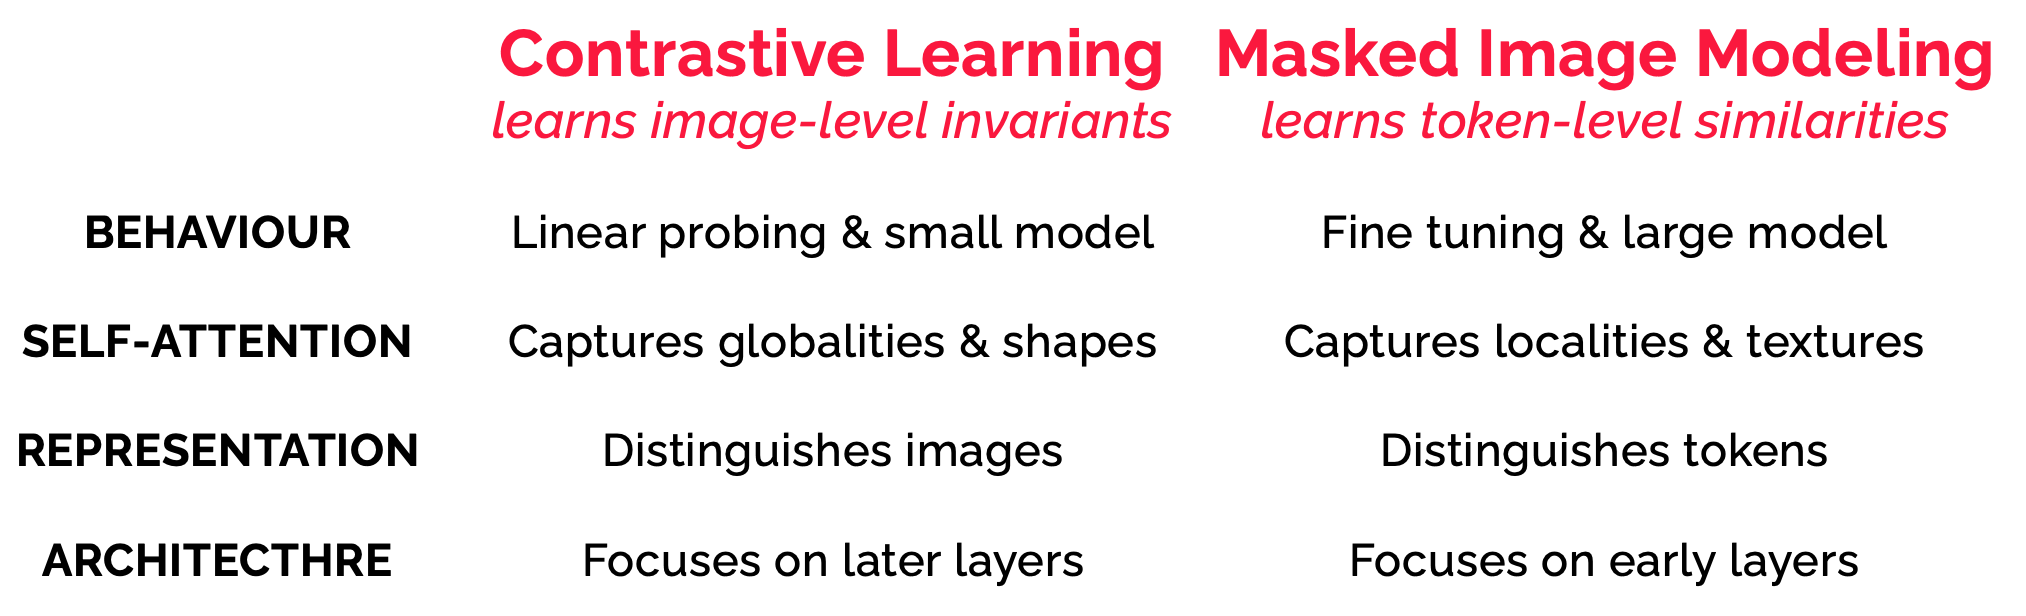 Contrastive Learning Masked Image Modeling
learns image-level invariants learns token-level similarities
BEHAVIOUR Linear probing & small model Fine tuning & large model
SELF-ATTENTION Captures globalities & shapes Captures localities & textures
REPRESENTATION Distinguishes images Distinguishes tokens
ARCHITECTHRE Focuses on later layers Focuses on early layers